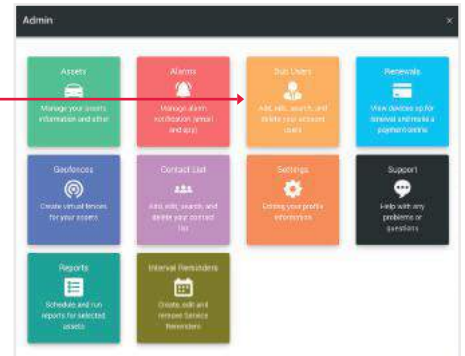 Admin
×
Assets
Manage your assets
information and other
Alarms
Manage alarm
notification (email
and app)
Sub Users
Add, edit, search, and
delete your account
users
Renewals
View devices up for
renewal and make a
payment online
Geofences
Create virtual fences
for your assets
Contact List
Add, edit, search, and
delete your contact
list
Settings
Editing your profile
information
Support
Help with any
problems or
questions
Reports
Schedule and run
reports for selected
assets
Interval Reminders
Create, edit and
remove Service
Reminders